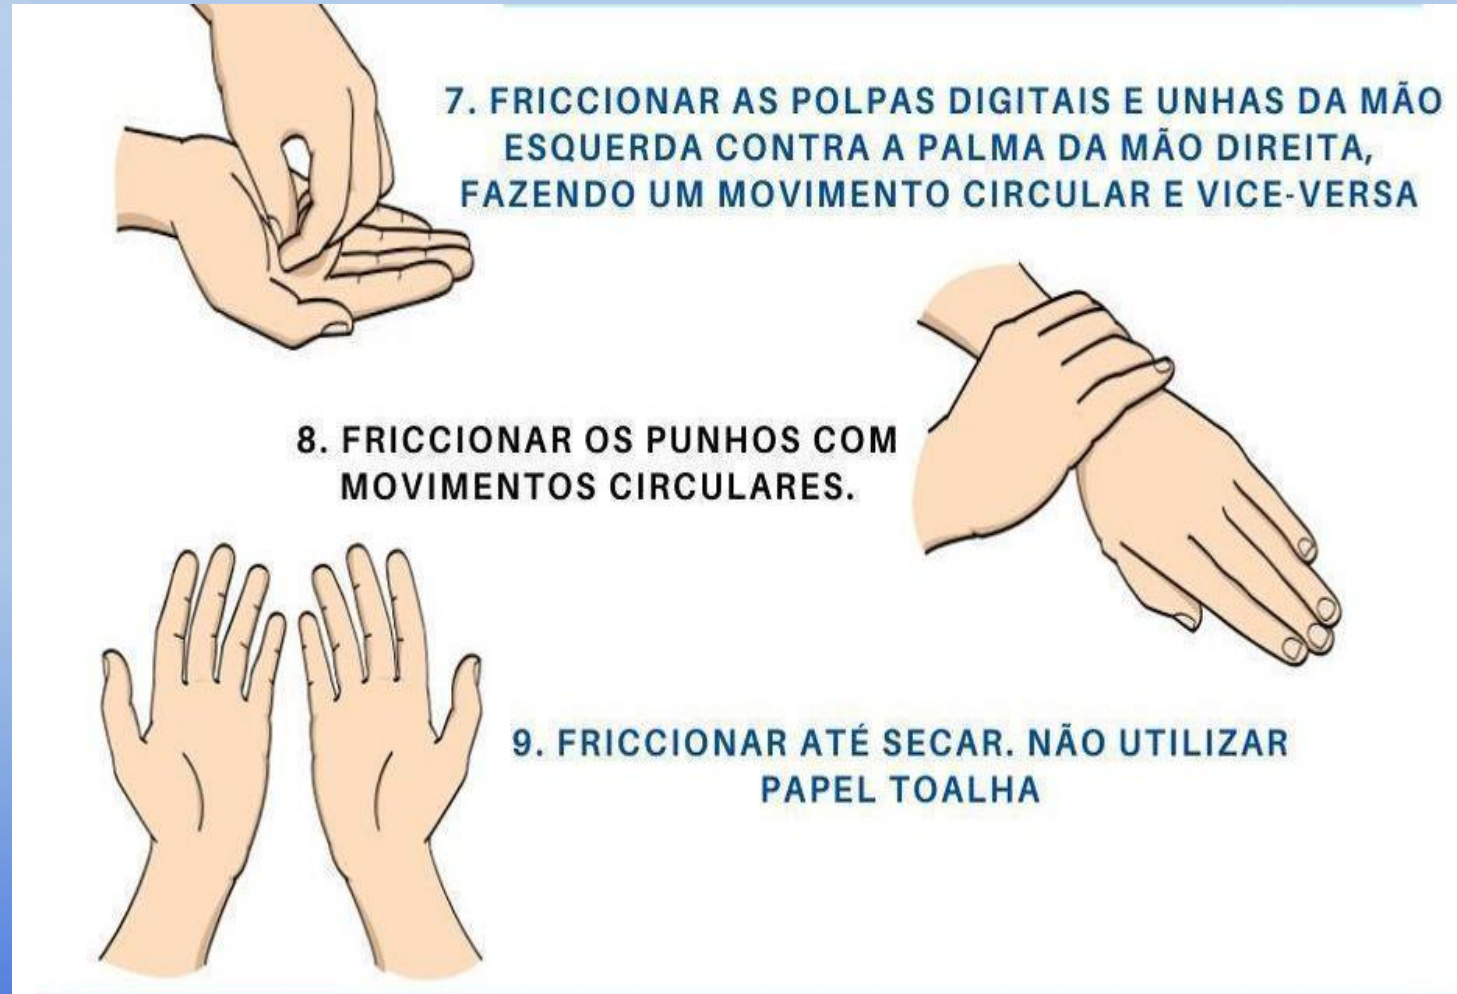 7. FRICCIONAR AS POLPAS DIGITAIS E UNHAS DA MÃO
ESQUERDA CONTRA A PALMA DA MÃO DIREITA,
FAZENDO UM MOVIMENTO CIRCULAR E VICE-VERSA
8. FRICCIONAR OS PUNHOS COM
MOVIMENTOS CIRCULARES.
9. FRICCIONAR ATÉ SECAR. NÃO UTILIZAR
PAPEL TOALHA